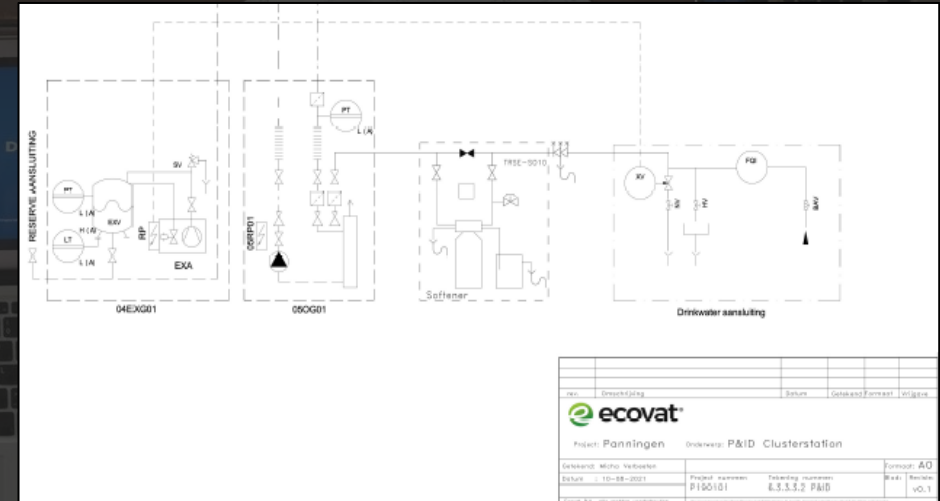 RESERVE AANSLUITING
PT
L (A)
H (A)
LT
L (A)
EXV
SV
RP
EXA
04EXG01
PT
L (A)
05RP01
05OG01
TRSE-5010
Softener
XV
NV
HV
FQI
BAV
Drinkwater aansluiting
rev. Omschrijving Datum Getekend Formaat Vrijgave
ecovat
Project: Panningen Onderwerp: P&ID Clusterstation
Getekend: Micha Verbeeten Formaat: A0
Datum : 10-08-2021 Project nummer: Tekening nummer: Blad: Revisie:
P190101 6.3.3.3.2 P&ID v0.1